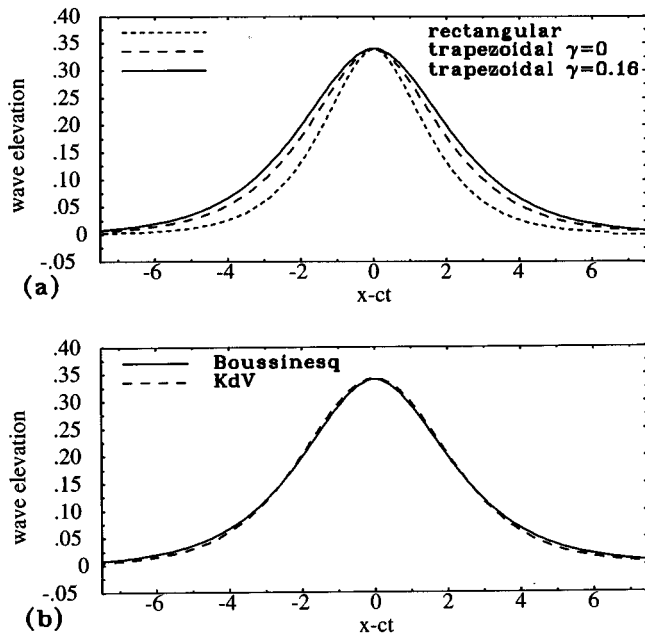 .40
.35
.30
.25
.20
.15
.10
.05
0
-.05
wave elevation
rectangular
trapezoidal γ=0
trapezoidal γ=0.16
-6 -4 -2 0 2 4 6
x-ct
(a)
.40
.35
.30
.25
.20
.15
.10
.05
0
-.05
wave elevation
Boussinesq
KdV
-6 -4 -2 0 2 4 6
x-ct
(b)